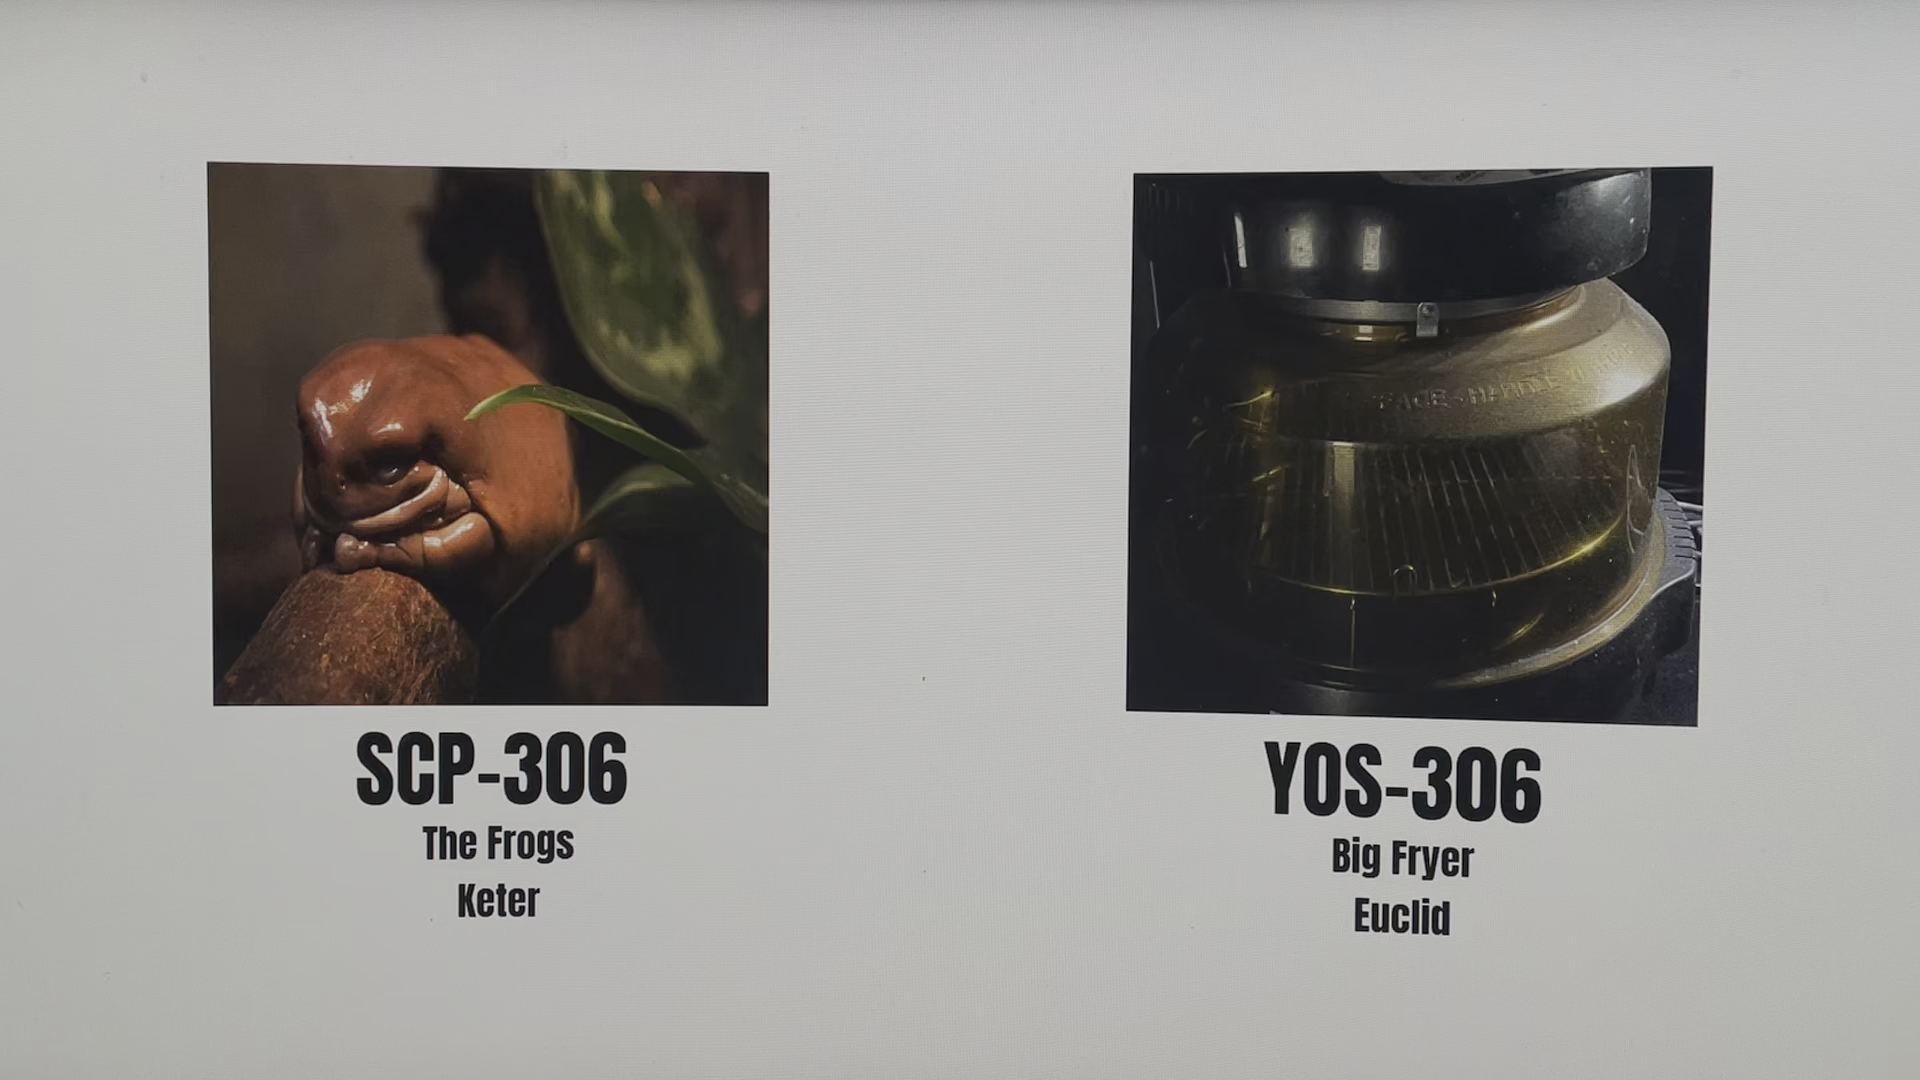 SCP-306
The Frogs
Keter
YOS-306
Big Fryer
Euclid